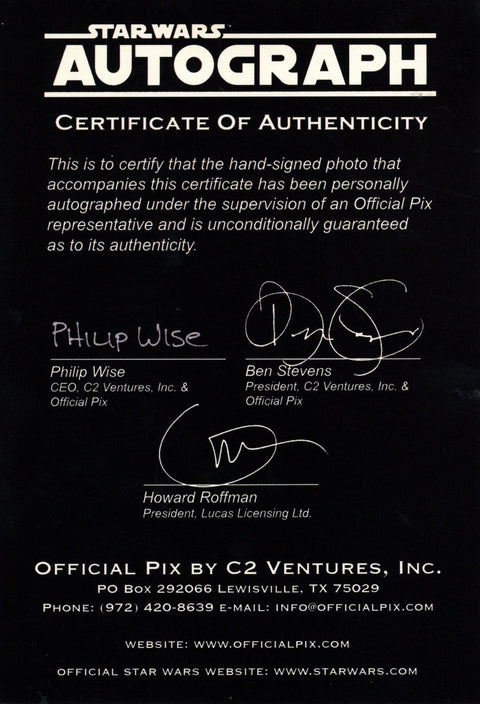 STAR WARS
AUTOGRAPH
CERTIFICATE OF AUTHENTICITY
This is to certify that the hand-signed photo that
accompanies this certificate has been personally
autographed under the supervision of an Official Pix
representative and is unconditionally guaranteed
as to its authenticity.
PHILIP WISE
Philip Wise
CEO, C2 Ventures, Inc. &
Official Pix
Ben Stevens
President, C2 Ventures, Inc. &
Official Pix
Howard Roffman
President, Lucas Licensing Ltd.
OFFICIAL PIX BY C2 VENTURES, INC.
PO BOX 292066 LEWISVILLE, TX 75029
PHONE: (972) 420-8639 E-MAIL: INFO@OFFICIALPIX.COM
WEBSITE: WWW.OFFICIALPIX.COM
OFFICIAL STAR WARS WEBSITE: WWW.STARWARS.COM